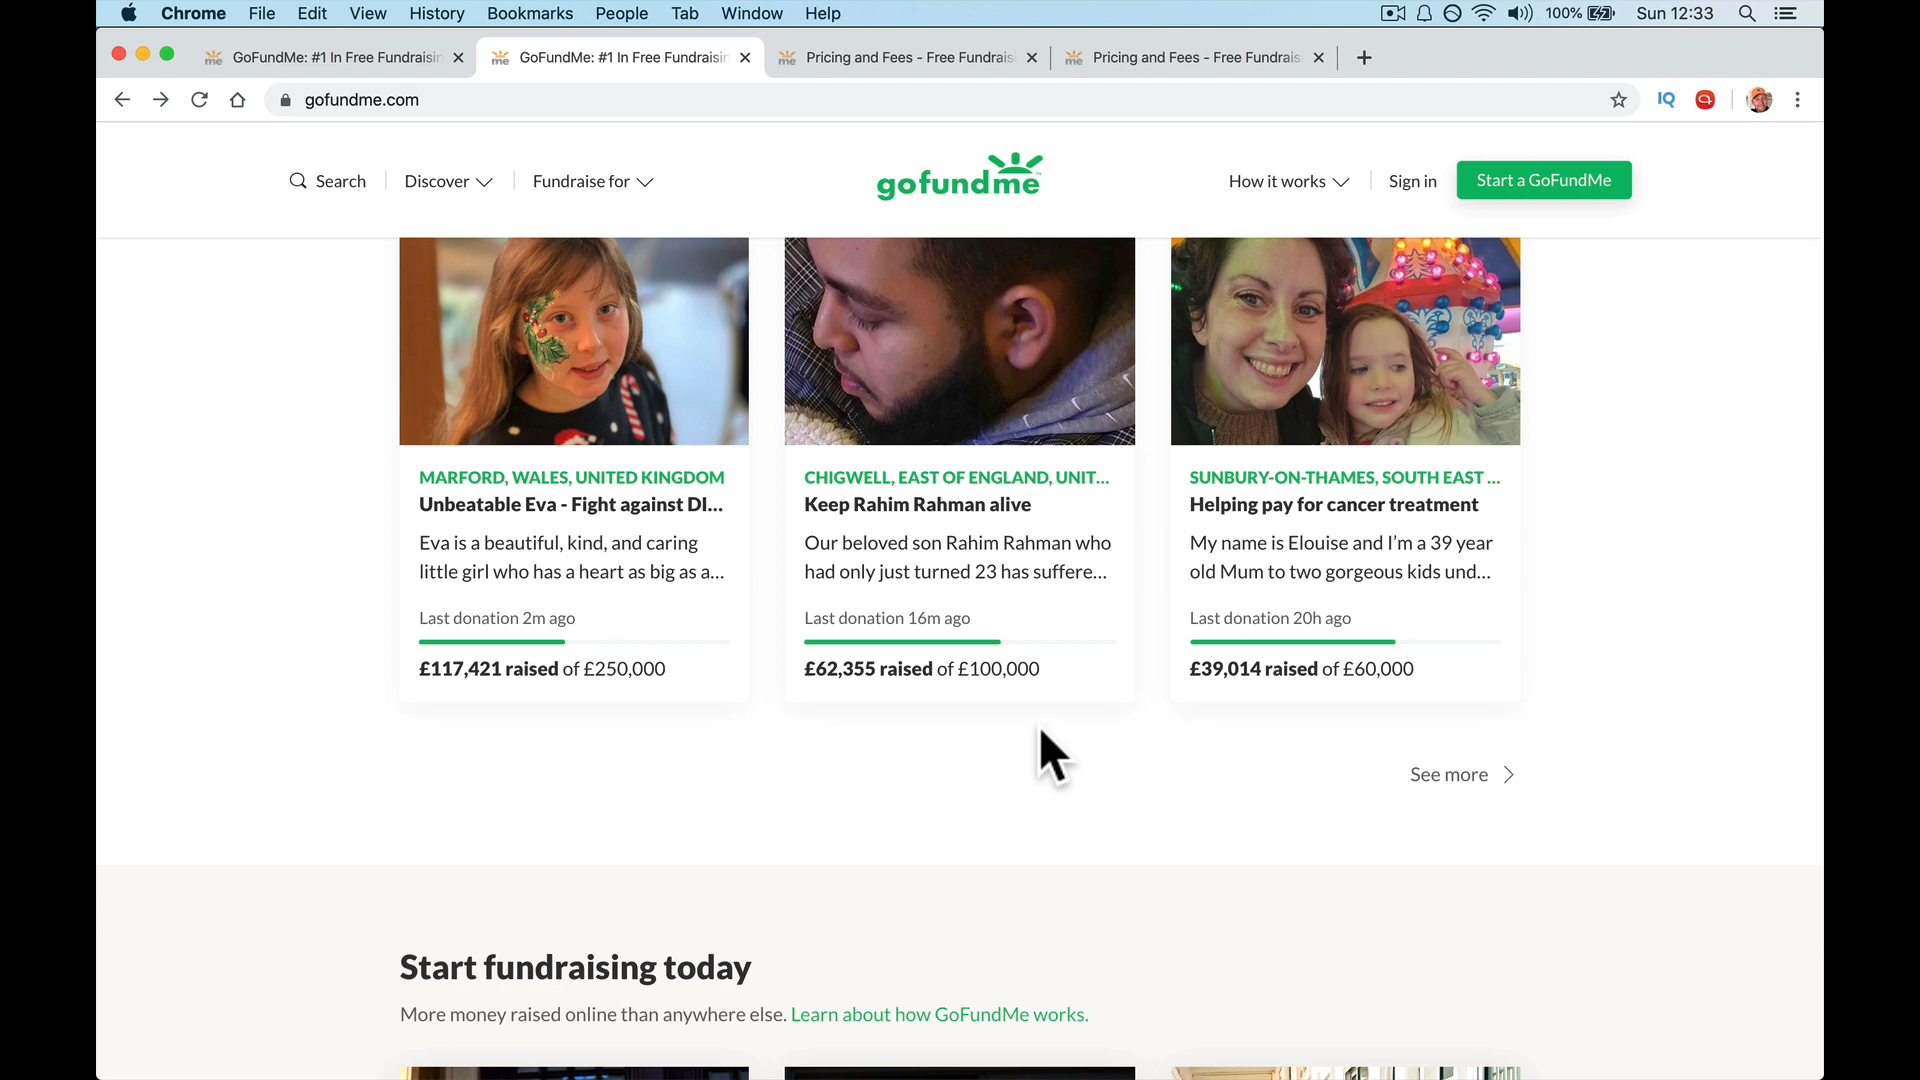 Chrome File Edit View History Bookmarks People Tab Window Help 100% Sun 12:33
GoFundMe: #1 In Free Fundraisin GoFundMe: #1 In Free Fundraisin Pricing and Fees - Free Fundrais Pricing and Fees - Free Fundrais
gofundme.com IQ
Search Discover Fundraise for gofundme How it works Sign in Start a GoFundMe
MARFORD, WALES, UNITED KINGDOM
Unbeatable Eva - Fight against DI...
Eva is a beautiful, kind, and caring
little girl who has a heart as big as a...
Last donation 2m ago
£117,421 raised of £250,000
CHIGWELL, EAST OF ENGLAND, UNIT...
Keep Rahim Rahman alive
Our beloved son Rahim Rahman who
had only just turned 23 has suffere...
Last donation 16m ago
£62,355 raised of £100,000
SUNBURY-ON-THAMES, SOUTH EAST ...
Helping pay for cancer treatment
My name is Elouise and I'm a 39 year
old Mum to two gorgeous kids und...
Last donation 20h ago
£39,014 raised of £60,000
See more
Start fundraising today
More money raised online than anywhere else. Learn about how GoFundMe works.